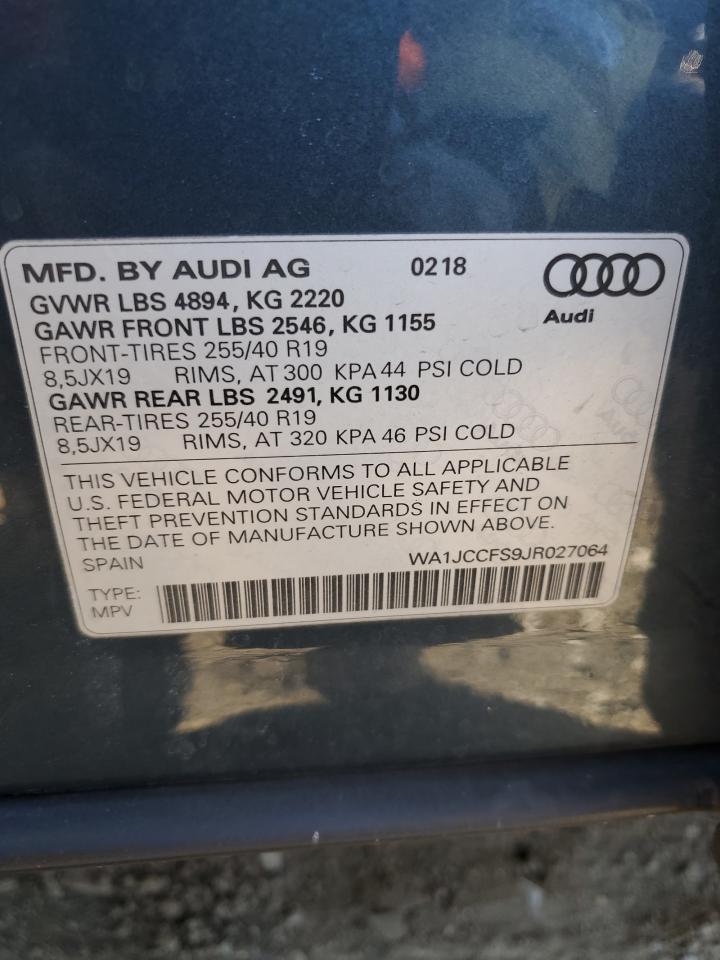 MFD. BY AUDI AG 0218
Audi
GVWR LBS 4894, KG 2220
GAWR FRONT LBS 2546, KG 1155
FRONT-TIRES 255/40 R19
8,5JX19 RIMS, AT 300 KPA 44 PSI COLD
GAWR REAR LBS 2491, KG 1130
REAR-TIRES 255/40 R19
8,5JX19 RIMS, AT 320 KPA 46 PSI COLD
THIS VEHICLE CONFORMS TO ALL APPLICABLE
U.S. FEDERAL MOTOR VEHICLE SAFETY AND
THEFT PREVENTION STANDARDS IN EFFECT ON
THE DATE OF MANUFACTURE SHOWN ABOVE.
SPAIN WA1JCCFS9JR027064
TYPE:
MPV